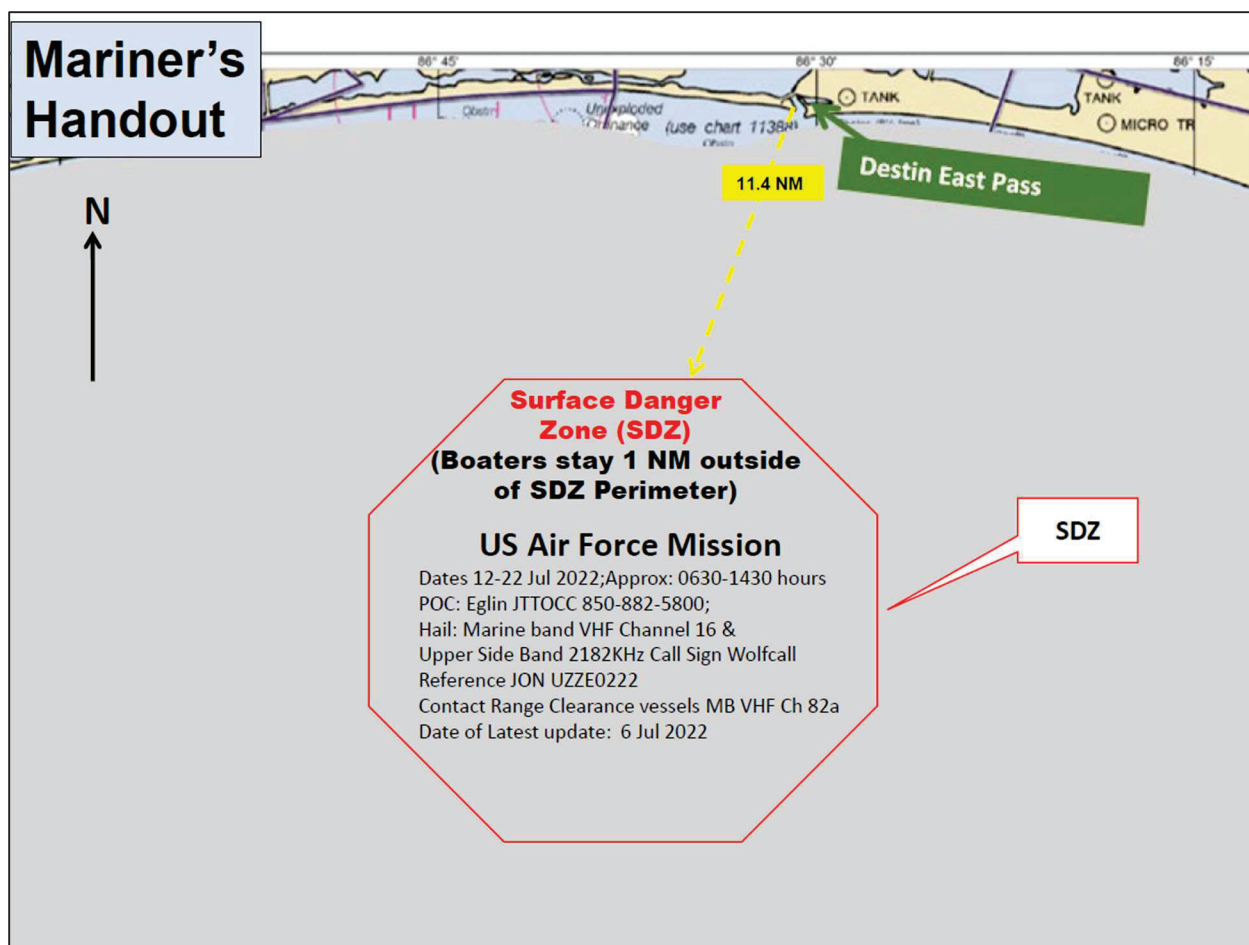 Mariner's
Handout
86° 45'
86° 30'
86° 15'
Obstn
Unexploded
Ordnance
(use chart 11388)
Obstn
TANK
TANK
MICRO TR
Destin East Pass
11.4 NM
N
Surface Danger
Zone (SDZ)
(Boaters stay 1 NM outside
of SDZ Perimeter)
US Air Force Mission
Dates 12-22 Jul 2022;Approx: 0630-1430 hours
POC: Eglin JTTOCC 850-882-5800;
Hail: Marine band VHF Channel 16 &
Upper Side Band 2182KHz Call Sign Wolfcall
Reference JON UZZE0222
Contact Range Clearance vessels MB VHF Ch 82a
Date of Latest update: 6 Jul 2022
SDZ